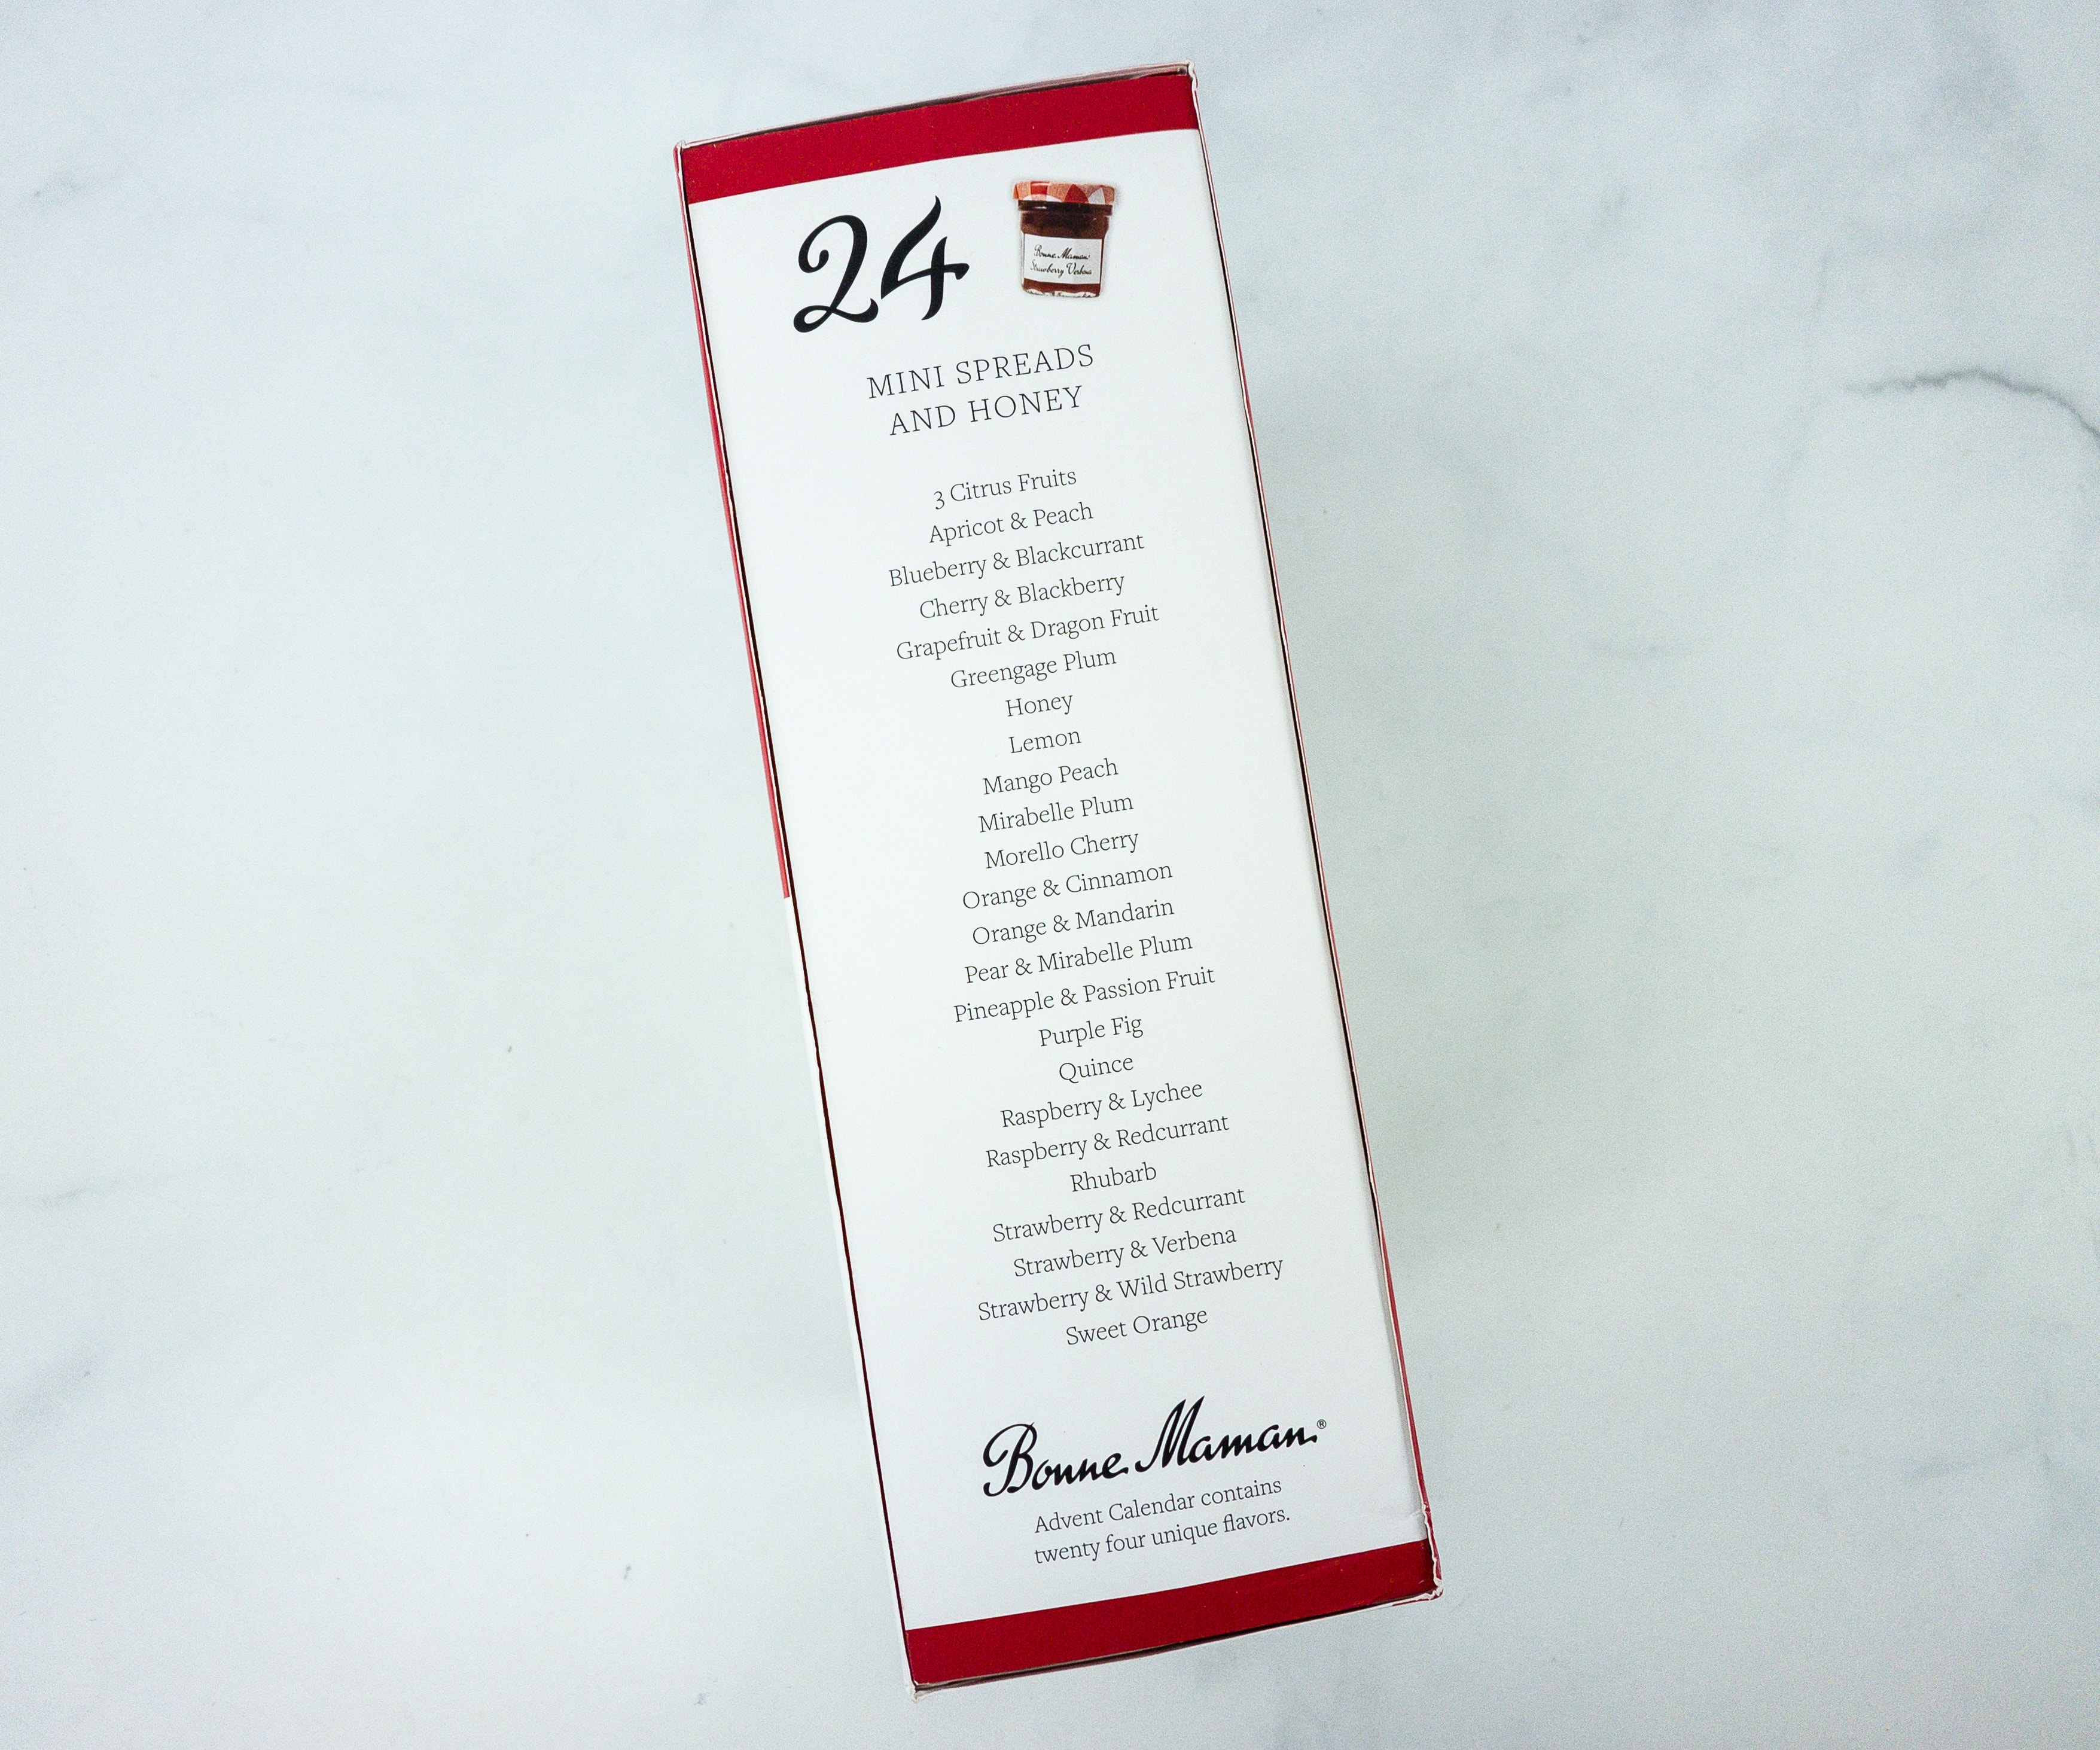 24
Bonne Maman
Strawberry Verbena
MINI SPREADS
AND HONEY
3 Citrus Fruits
Apricot & Peach
Blueberry & Blackcurrant
Cherry & Blackberry
Grapefruit & Dragon Fruit
Greengage Plum
Honey
Lemon
Mango Peach
Mirabelle Plum
Morello Cherry
Orange & Cinnamon
Orange & Mandarin
Pear & Mirabelle Plum
Pineapple & Passion Fruit
Purple Fig
Quince
Raspberry & Lychee
Raspberry & Redcurrant
Rhubarb
Strawberry & Redcurrant
Strawberry & Verbena
Strawberry & Wild Strawberry
Sweet Orange
Bonne Maman®
Advent Calendar contains
twenty four unique flavors.